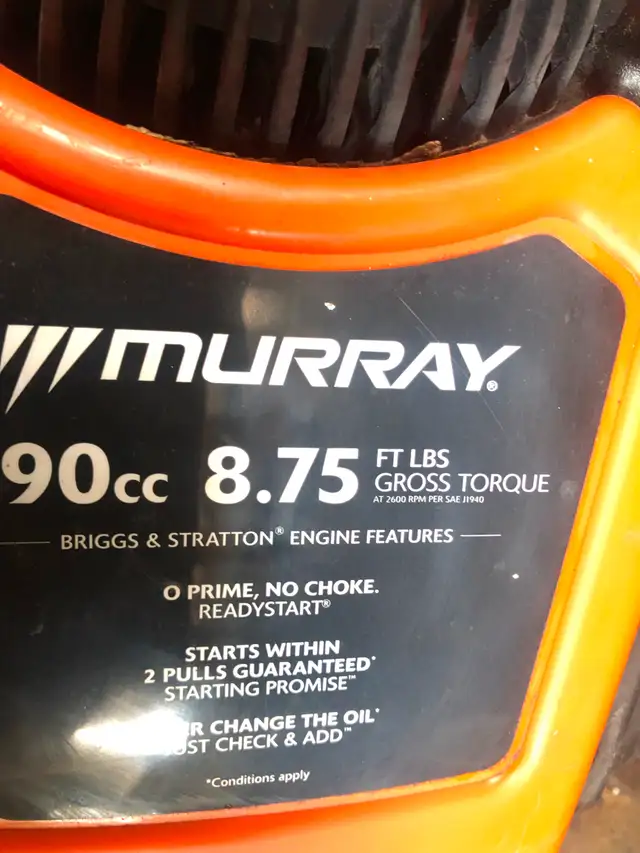 MURRAY®
90cc 8.75 FT LBS
GROSS TORQUE
AT 2600 RPM PER SAE J1940
BRIGGS & STRATTON® ENGINE FEATURES
O PRIME, NO CHOKE.
READYSTART®
STARTS WITHIN
2 PULLS GUARANTEED*
STARTING PROMISE™
CHANGE THE OIL*
CHECK & ADD™
*Conditions apply